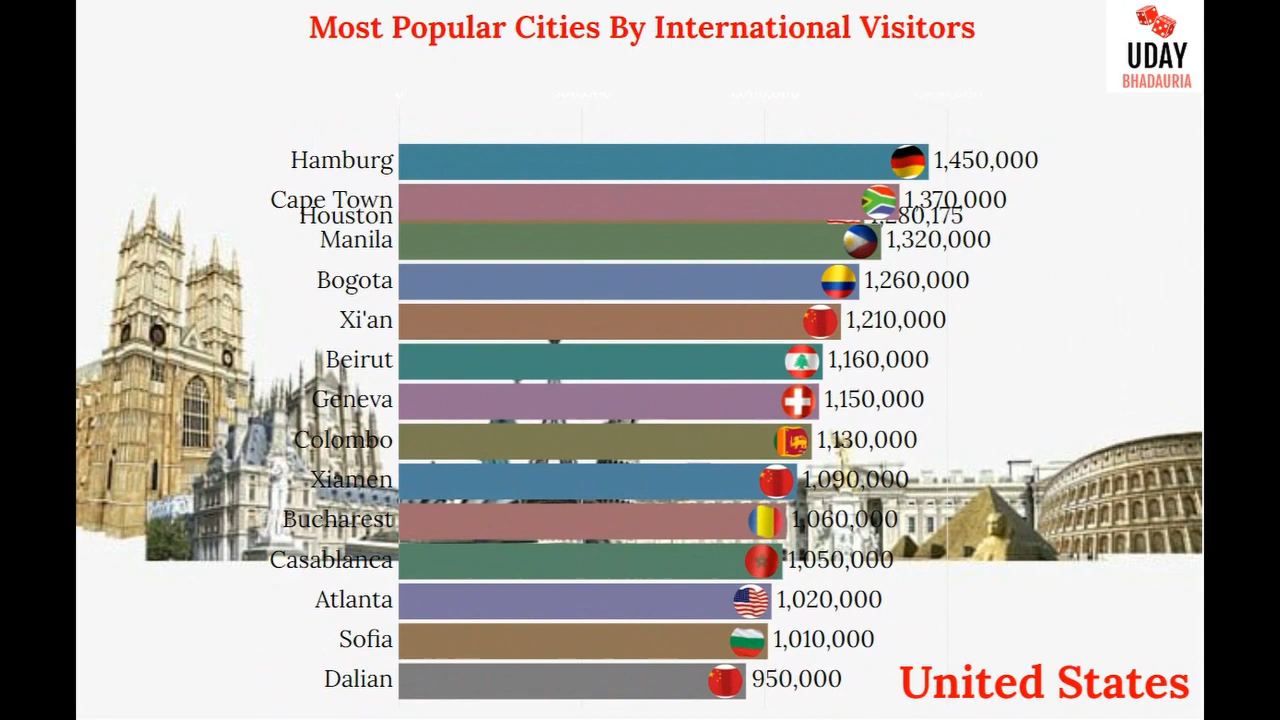 Most Popular Cities By International Visitors
UDAY
BHADAURIA
Hamburg 1,450,000
Cape Town 1,370,000
Houston 1,280,175
Manila 1,320,000
Bogota 1,260,000
Xi'an 1,210,000
Beirut 1,160,000
Geneva 1,150,000
Colombo 1,130,000
Xiamen 1,090,000
Bucharest 1,060,000
Casablanca 1,050,000
Atlanta 1,020,000
Sofia 1,010,000
Dalian 950,000
United States